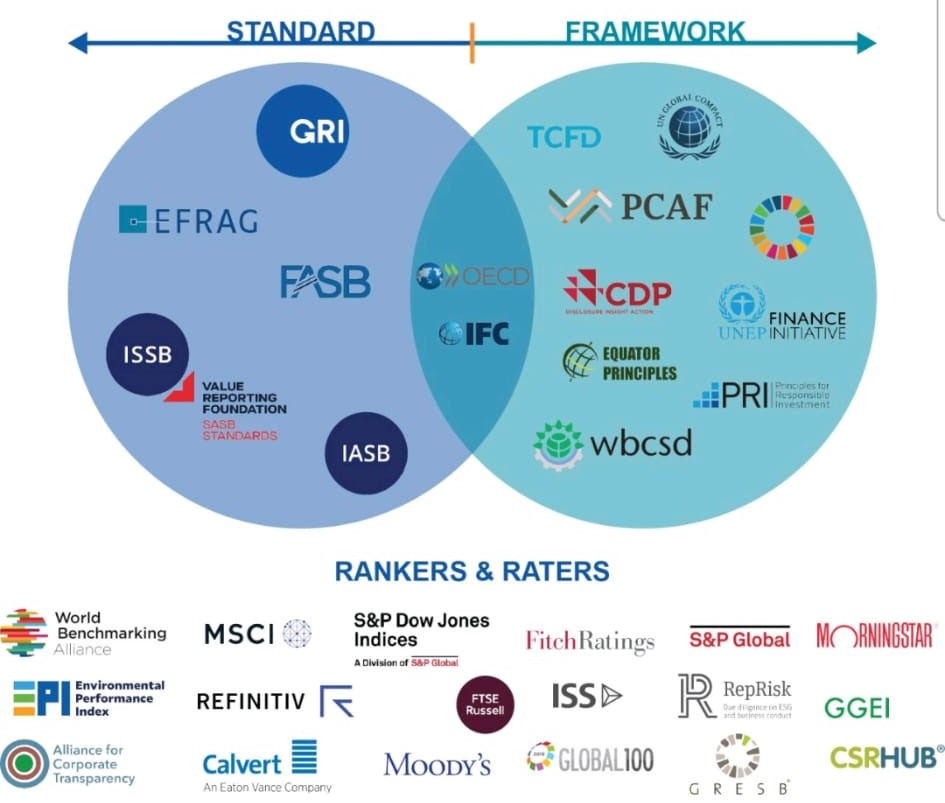 STANDARD
FRAMEWORK
GRI
EFRAG
FASB
ISSB
VALUE
REPORTING
FOUNDATION
SASB
STANDARDS
IASB
OECD
IFC
TCFD
UN GLOBAL COMPACT
PCAF
CDP
DISCLOSURE INSIGHT ACTION
UNEP
FINANCE
INITIATIVE
EQUATOR
PRINCIPLES
PRI
Principles for
Responsible
Investment
wbcsd
RANKERS & RATERS
World
Benchmarking
Alliance
MSCI
S&P Dow Jones
Indices
A Division of S&P Global
FitchRatings
S&P Global
MORNINGSTAR®
EPI
Environmental
Performance
Index
REFINITIV
FTSE
Russell
ISS
RepRisk
Due diligence on ESG
and business conduct
GGEI
Alliance for
Corporate
Transparency
Calvert
An Eaton Vance Company
MOODY'S
GLOBAL100
GRESB®
CSRHUB®